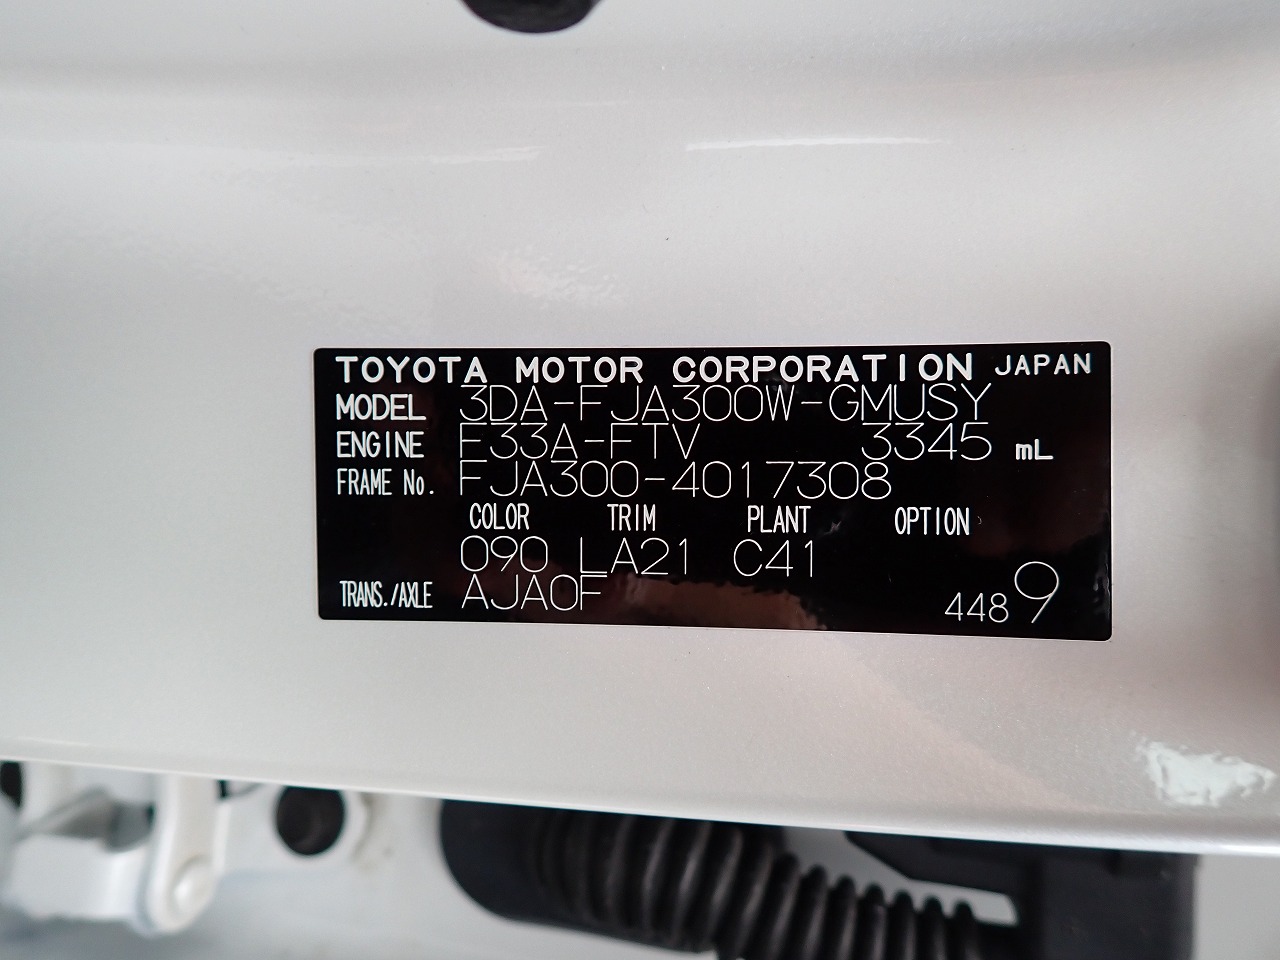 TOYOTA MOTOR CORPORATION JAPAN
MODEL 3DA-FJA300W-GMUSY
ENGINE F33A-FTV 3345 mL
FRAME No. FJA300-4017308
COLOR TRIM PLANT OPTION
090 LA21 C41
TRANS./AXLE AJA0F 4489